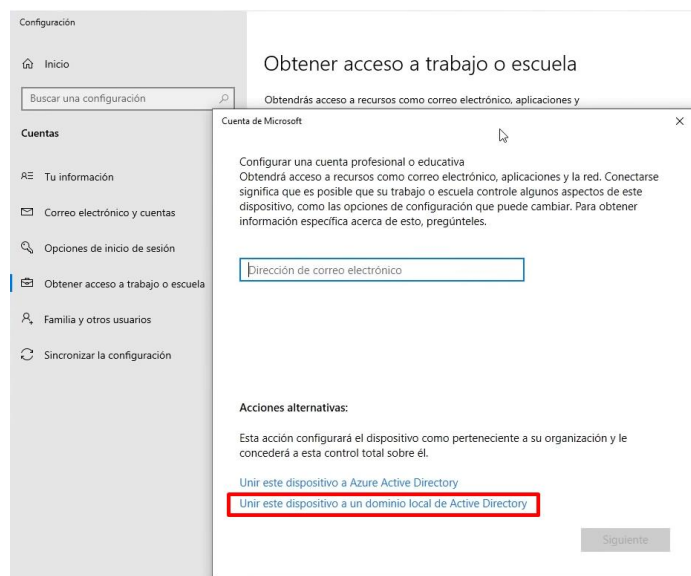 Configuración
Inicio
Buscar una configuración
Cuentas
Tu información
Correo electrónico y cuentas
Opciones de inicio de sesión
Obtener acceso a trabajo o escuela
Familia y otros usuarios
Sincronizar la configuración
Obtener acceso a trabajo o escuela
Obtendrás acceso a recursos como correo electrónico, aplicaciones y
Cuenta de Microsoft
Configurar una cuenta profesional o educativa
Obtendrá acceso a recursos como correo electrónico, aplicaciones y la red. Conectarse
significa que es posible que su trabajo o escuela controle algunos aspectos de este
dispositivo, como las opciones de configuración que puede cambiar. Para obtener
información específica acerca de esto, pregúnteles.
Dirección de correo electrónico
Acciones alternativas:
Esta acción configurará el dispositivo como perteneciente a su organización y le
concederá a esta control total sobre él.
Unir este dispositivo a Azure Active Directory
Unir este dispositivo a un dominio local de Active Directory
Siguiente